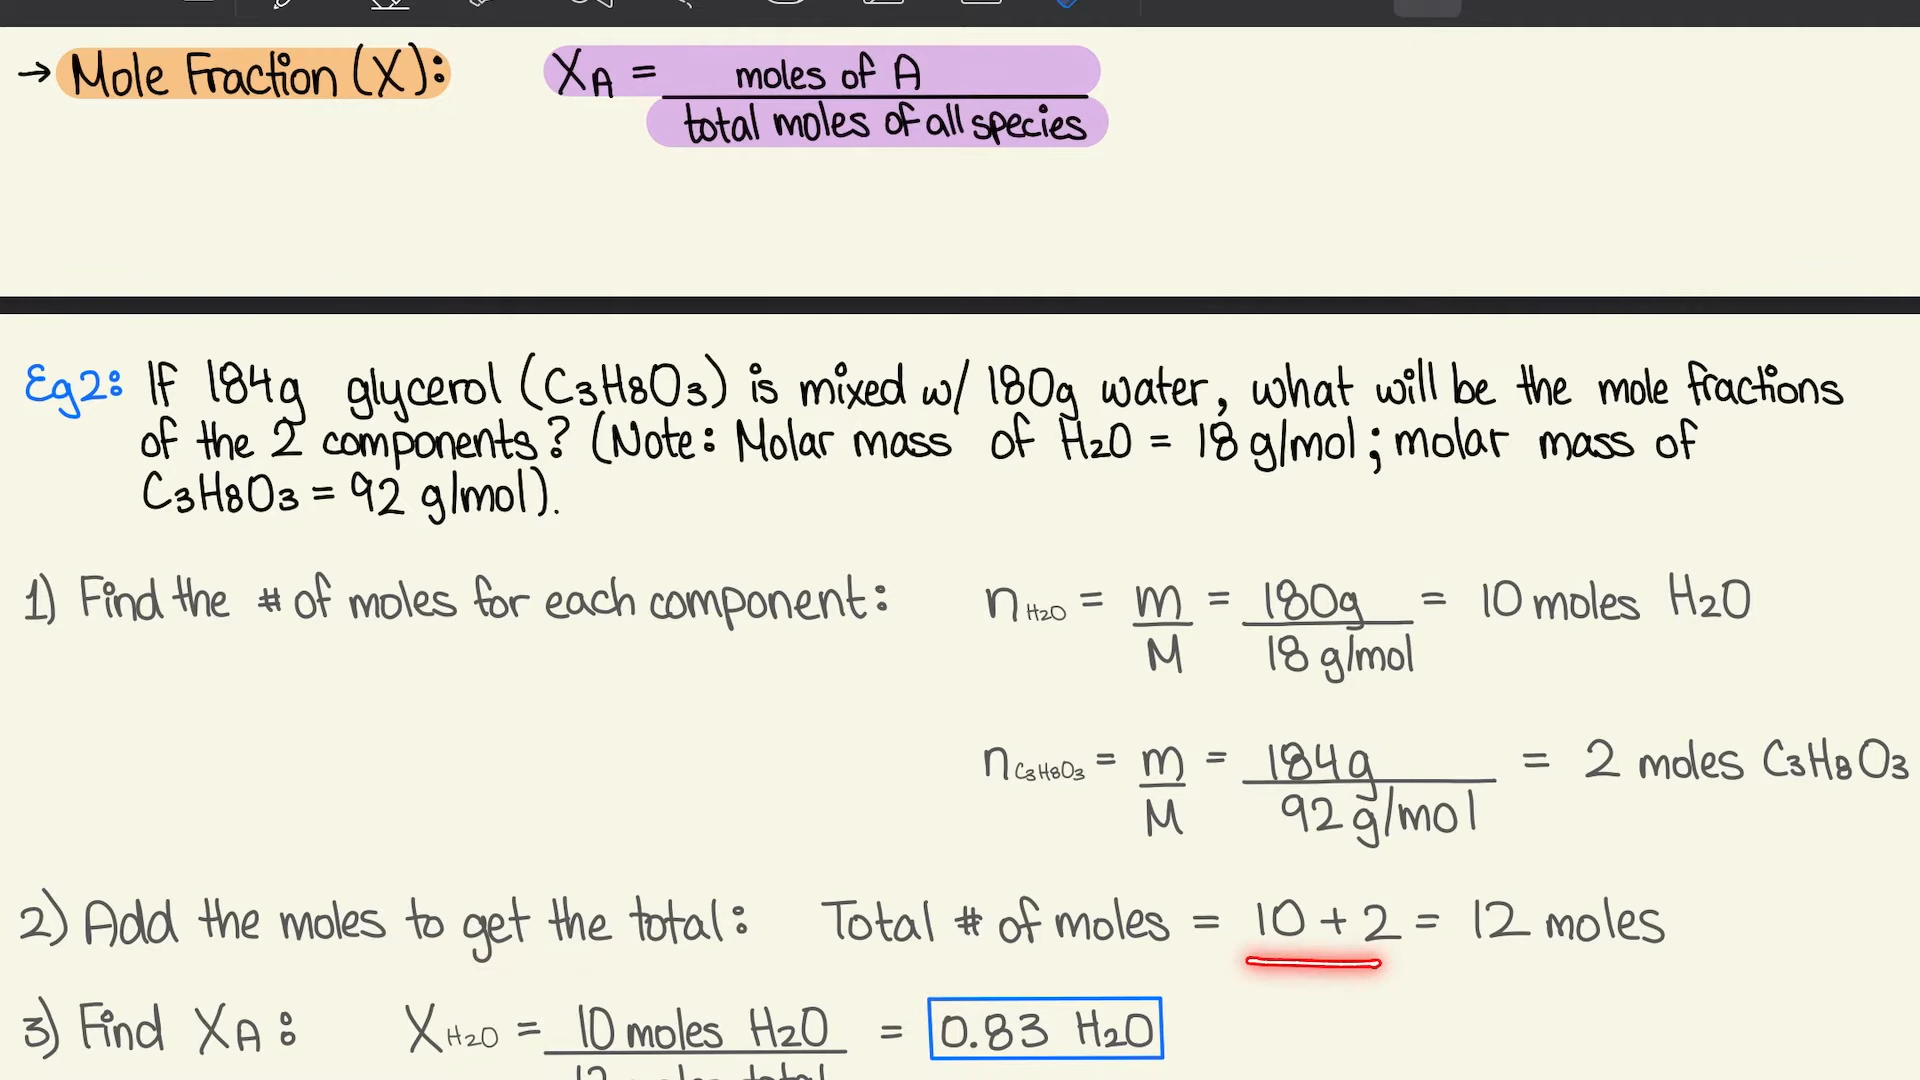 → Mole Fraction (X): XA = moles of A
total moles of all species
Eg2: If 184g glycerol (C3H8O3) is mixed w/ 180g water, what will be the mole fractions
of the 2 components? (Note: Molar mass of H2O = 18 g/mol; molar mass of
C3H8O3 = 92 g/mol).
1) Find the # of moles for each component: nH2O = m = 180g = 10 moles H2O
M 18 g/mol
nC3H8O3 = m = 184g = 2 moles C3H8O3
M 92 g/mol
2) Add the moles to get the total: Total # of moles = 10 + 2 = 12 moles
3) Find XA: XH2O = 10 moles H2O = 0.83 H2O